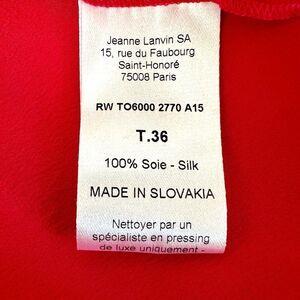 Jeanne Lanvin SA
15, rue du Faubourg
Saint-Honoré
75008 Paris
RW TO6000 2770 A15
T.36
100% Soie - Silk
MADE IN SLOVAKIA
Nettoyer par un
spécialiste en pressing
de luxe uniquement -